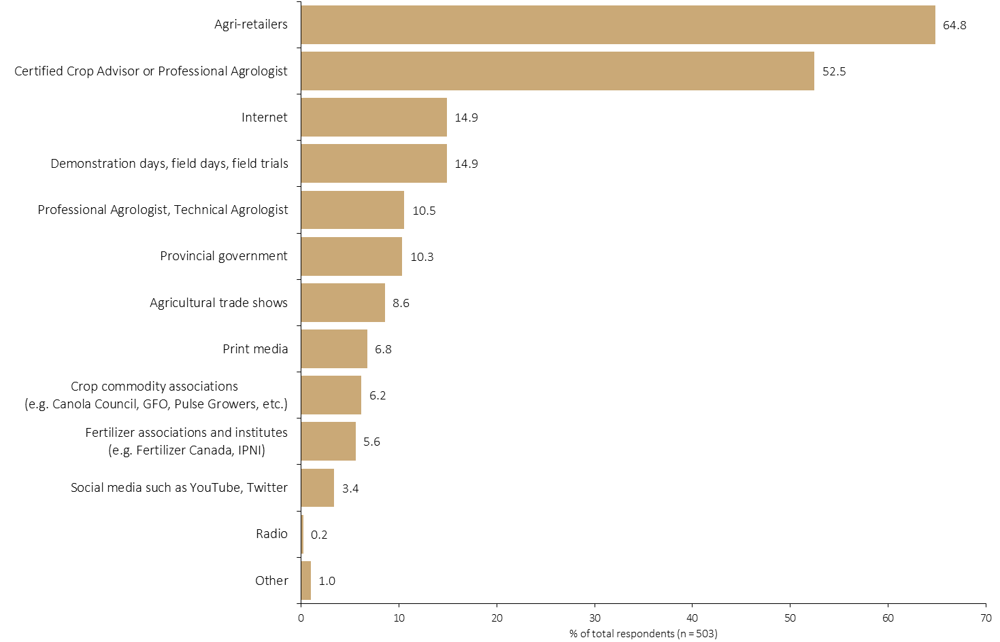 Agri-retailers 64.8
Certified Crop Advisor or Professional Agrologist 52.5
Internet 14.9
Demonstration days, field days, field trials 14.9
Professional Agrologist, Technical Agrologist 10.5
Provincial government 10.3
Agricultural trade shows 8.6
Print media 6.8
Crop commodity associations
(e.g. Canola Council, GFO, Pulse Growers, etc.) 6.2
Fertilizer associations and institutes
(e.g. Fertilizer Canada, IPNI) 5.6
Social media such as YouTube, Twitter 3.4
Radio 0.2
Other 1.0
0 10 20 30 40 50 60 70
% of total respondents (n = 503)